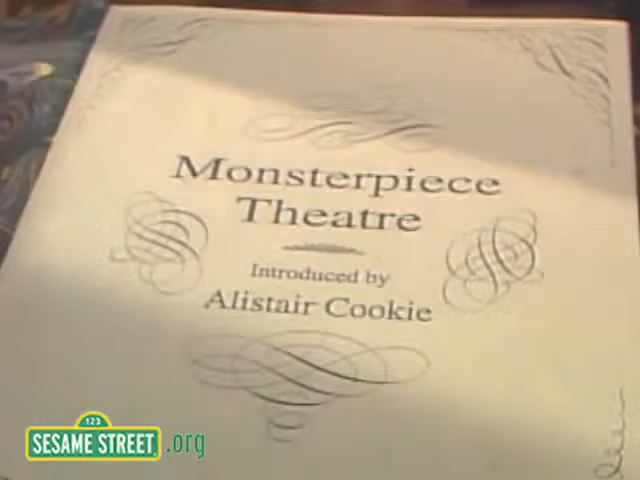 Monsterpiece
Theatre
Introduced by
Alistair Cookie
123
SESAME STREET
.org